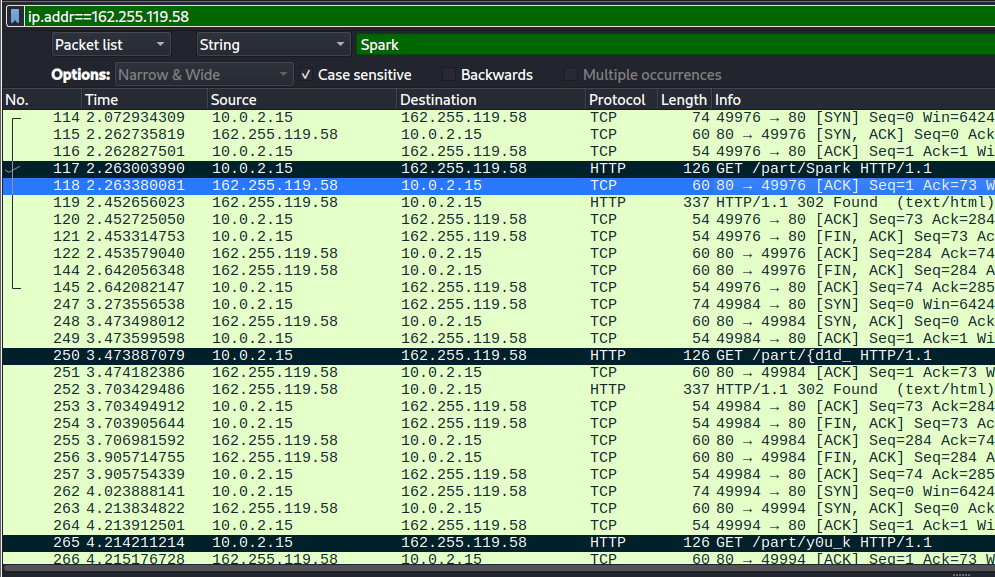 ip.addr==162.255.119.58
Packet list String Spark
Options: Narrow & Wide Case sensitive Backwards Multiple occurrences
No. Time Source Destination Protocol Length Info
114 2.072934309 10.0.2.15 162.255.119.58 TCP 74 49976 → 80 [SYN] Seq=0 Win=6424
115 2.262735819 162.255.119.58 10.0.2.15 TCP 60 80 → 49976 [SYN, ACK] Seq=0 Ack
116 2.262827501 10.0.2.15 162.255.119.58 TCP 54 49976 → 80 [ACK] Seq=1 Ack=1 Wi
117 2.263003990 10.0.2.15 162.255.119.58 HTTP 126 GET /part/Spark HTTP/1.1
118 2.263380081 162.255.119.58 10.0.2.15 TCP 60 80 → 49976 [ACK] Seq=1 Ack=73 W
119 2.452656023 162.255.119.58 10.0.2.15 HTTP 337 HTTP/1.1 302 Found (text/html)
120 2.452725050 10.0.2.15 162.255.119.58 TCP 54 49976 → 80 [ACK] Seq=73 Ack=284
121 2.453314753 10.0.2.15 162.255.119.58 TCP 54 49976 → 80 [FIN, ACK] Seq=73 Ac
122 2.453579040 162.255.119.58 10.0.2.15 TCP 60 80 → 49976 [ACK] Seq=284 Ack=74
144 2.642056348 162.255.119.58 10.0.2.15 TCP 60 80 → 49976 [FIN, ACK] Seq=284 A
145 2.642082147 10.0.2.15 162.255.119.58 TCP 54 49976 → 80 [ACK] Seq=74 Ack=285
247 3.273556538 10.0.2.15 162.255.119.58 TCP 74 49984 → 80 [SYN] Seq=0 Win=6424
248 3.473498012 162.255.119.58 10.0.2.15 TCP 60 80 → 49984 [SYN, ACK] Seq=0 Ack
249 3.473599598 10.0.2.15 162.255.119.58 TCP 54 49984 → 80 [ACK] Seq=1 Ack=1 Wi
250 3.473887079 10.0.2.15 162.255.119.58 HTTP 126 GET /part/{d1d_ HTTP/1.1
251 3.474182386 162.255.119.58 10.0.2.15 TCP 60 80 → 49984 [ACK] Seq=1 Ack=73 W
252 3.703429486 162.255.119.58 10.0.2.15 HTTP 337 HTTP/1.1 302 Found (text/html)
253 3.703494912 10.0.2.15 162.255.119.58 TCP 54 49984 → 80 [ACK] Seq=73 Ack=284
254 3.703905644 10.0.2.15 162.255.119.58 TCP 54 49984 → 80 [FIN, ACK] Seq=73 Ac
255 3.706981592 162.255.119.58 10.0.2.15 TCP 60 80 → 49984 [ACK] Seq=284 Ack=74
256 3.905714755 162.255.119.58 10.0.2.15 TCP 60 80 → 49984 [FIN, ACK] Seq=284 A
257 3.905754339 10.0.2.15 162.255.119.58 TCP 54 49984 → 80 [ACK] Seq=74 Ack=285
262 4.023888141 10.0.2.15 162.255.119.58 TCP 74 49994 → 80 [SYN] Seq=0 Win=6424
263 4.213834822 162.255.119.58 10.0.2.15 TCP 60 80 → 49994 [SYN, ACK] Seq=0 Ack
264 4.213912501 10.0.2.15 162.255.119.58 TCP 54 49994 → 80 [ACK] Seq=1 Ack=1 Wi
265 4.214211214 10.0.2.15 162.255.119.58 HTTP 126 GET /part/y0u_k HTTP/1.1
266 4.215176728 162.255.119.58 10.0.2.15 TCP 60 80 → 49994 [ACK] Seq=1 Ack=73 W